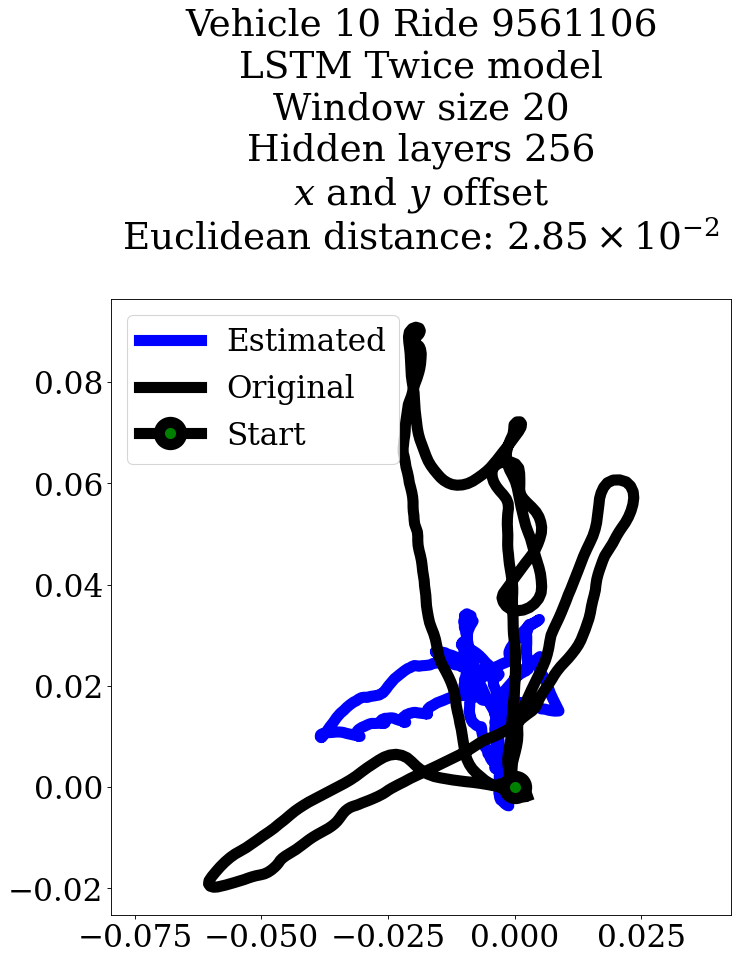 Vehicle 10 Ride 9561106
LSTM Twice model
Window size 20
Hidden layers 256
x and y offset
Euclidean distance: 2.85 × 10⁻²
Estimated
Original
Start
0.08
0.06
0.04
0.02
0.00
−0.02
−0.075 −0.050 −0.025 0.000 0.025